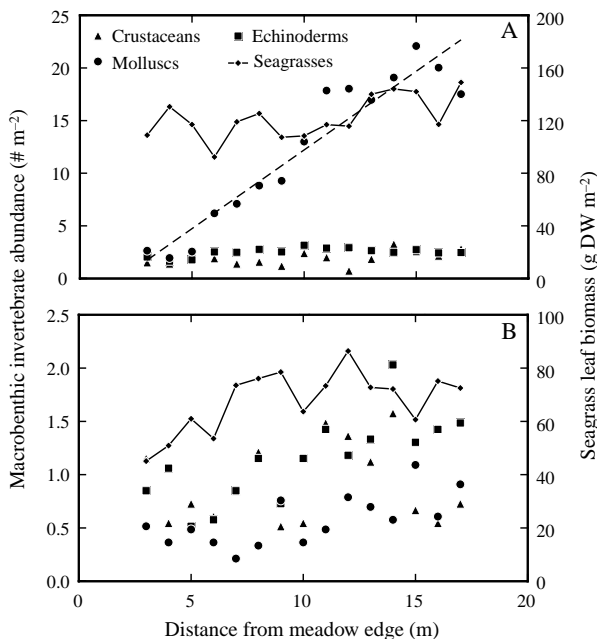 25
20
15
10
5
0
A
Crustaceans
Echinoderms
Molluscs
Seagrasses
200
160
120
80
40
0
Macrobenthic invertebrate abundance (# m⁻²)
Seagrass leaf biomass (g DW m⁻²)
2.5
2.0
1.5
1.0
0.5
0.0
B
100
80
60
40
20
0
0 5 10 15 20
Distance from meadow edge (m)